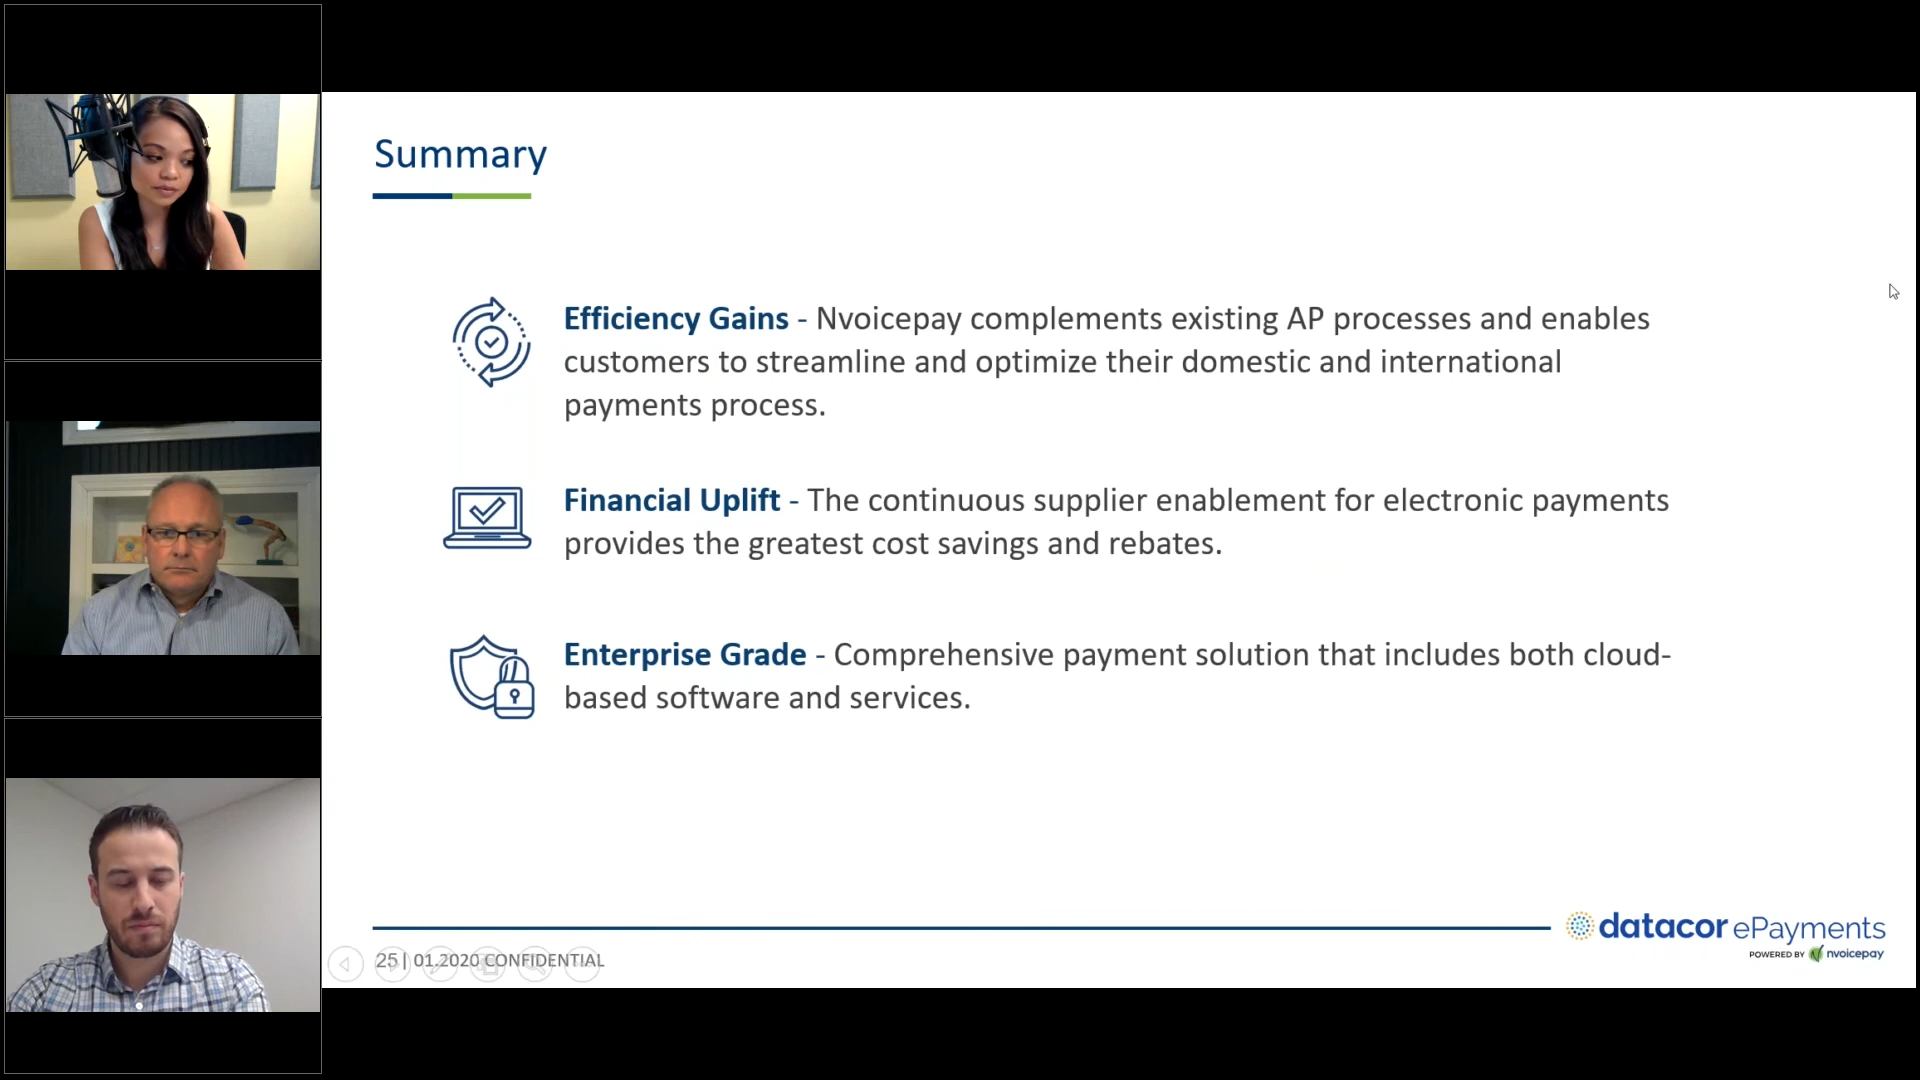 Summary
Efficiency Gains - Nvoicepay complements existing AP processes and enables
customers to streamline and optimize their domestic and international
payments process.
Financial Uplift - The continuous supplier enablement for electronic payments
provides the greatest cost savings and rebates.
Enterprise Grade - Comprehensive payment solution that includes both cloud-
based software and services.
datacor ePayments
POWERED BY nvoicepay
25 | 01.2020 CONFIDENTIAL